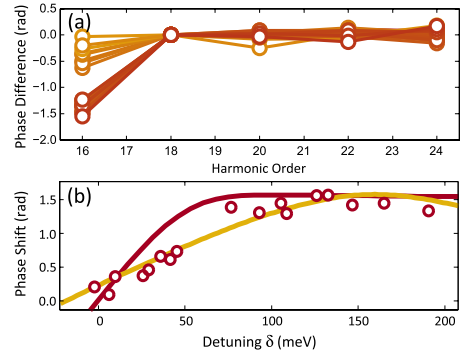 (a)
Phase Difference (rad)
0.5
0.0
−0.5
−1.0
−1.5
−2.0
16 17 18 19 20 21 22 23 24
Harmonic Order
(b)
Phase Shift (rad)
1.5
1.0
0.5
0.0
0 50 100 150 200
Detuning δ (meV)